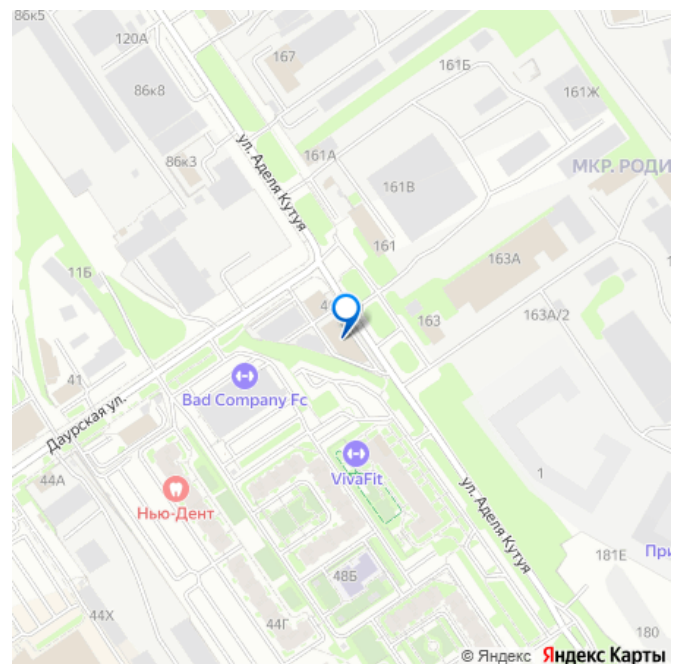 86к5
120А
167
161Б
86к8
161Ж
ул. Аделя Кутуя
86к3
161А
МКР. РОДИ
161В
161
11Б
163А
163
163А/2
41
Bad Company Fc
Даурская ул.
VivaFit
44А
Нью-Дент
1
ул. Аделя Кутуя
181Е
При
48Б
44Х
44Г
180
© Яндекс Яндекс Карты